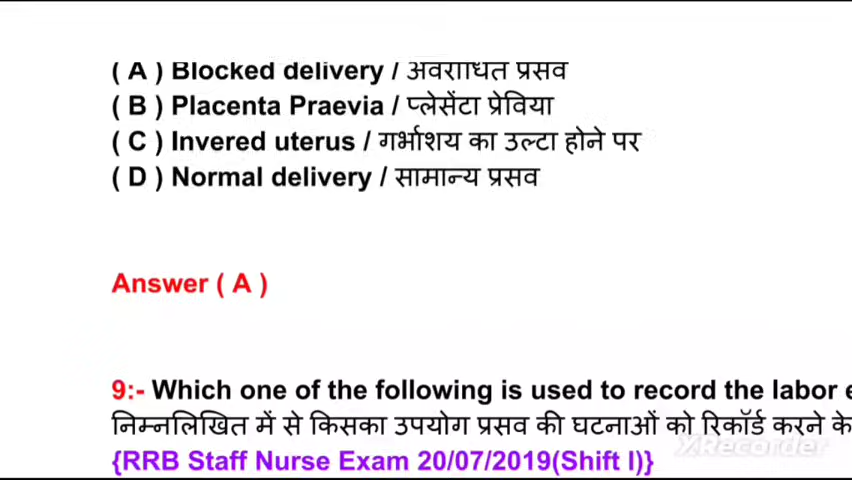 ( A ) Blocked delivery / अवरााधत प्रसव
( B ) Placenta Praevia / प्लेसेंटा प्रेविया
( C ) Invered uterus / गर्भाशय का उल्टा होने पर
( D ) Normal delivery / सामान्य प्रसव
Answer ( A )
9:- Which one of the following is used to record the labor e
निम्नलिखित में से किसका उपयोग प्रसव की घटनाओं को रिकॉर्ड करने के
XRecorder
{RRB Staff Nurse Exam 20/07/2019(Shift I)}